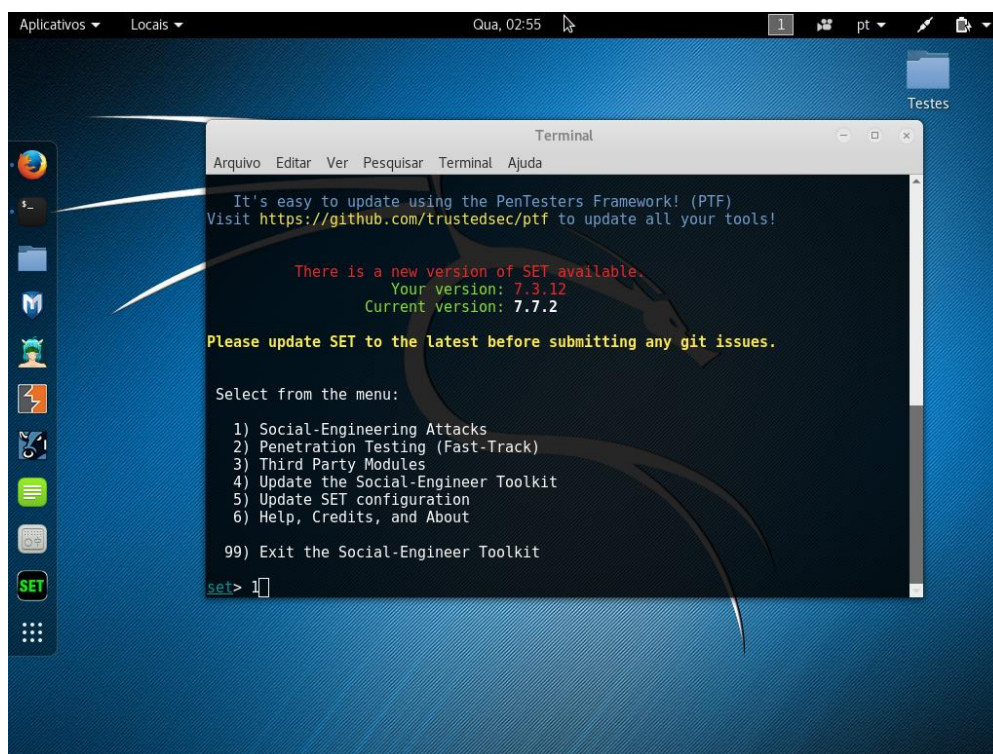 Aplicativos Locais Qua, 02:55 1 pt
Testes
Terminal
Arquivo Editar Ver Pesquisar Terminal Ajuda
It's easy to update using the PenTesters Framework! (PTF)
Visit https://github.com/trustedsec/ptf to update all your tools!
There is a new version of SET available.
Your version: 7.3.12
Current version: 7.7.2
Please update SET to the latest before submitting any git issues.
Select from the menu:
1) Social-Engineering Attacks
2) Penetration Testing (Fast-Track)
3) Third Party Modules
4) Update the Social-Engineer Toolkit
5) Update SET configuration
6) Help, Credits, and About
99) Exit the Social-Engineer Toolkit
set> 1
$_
M
SET